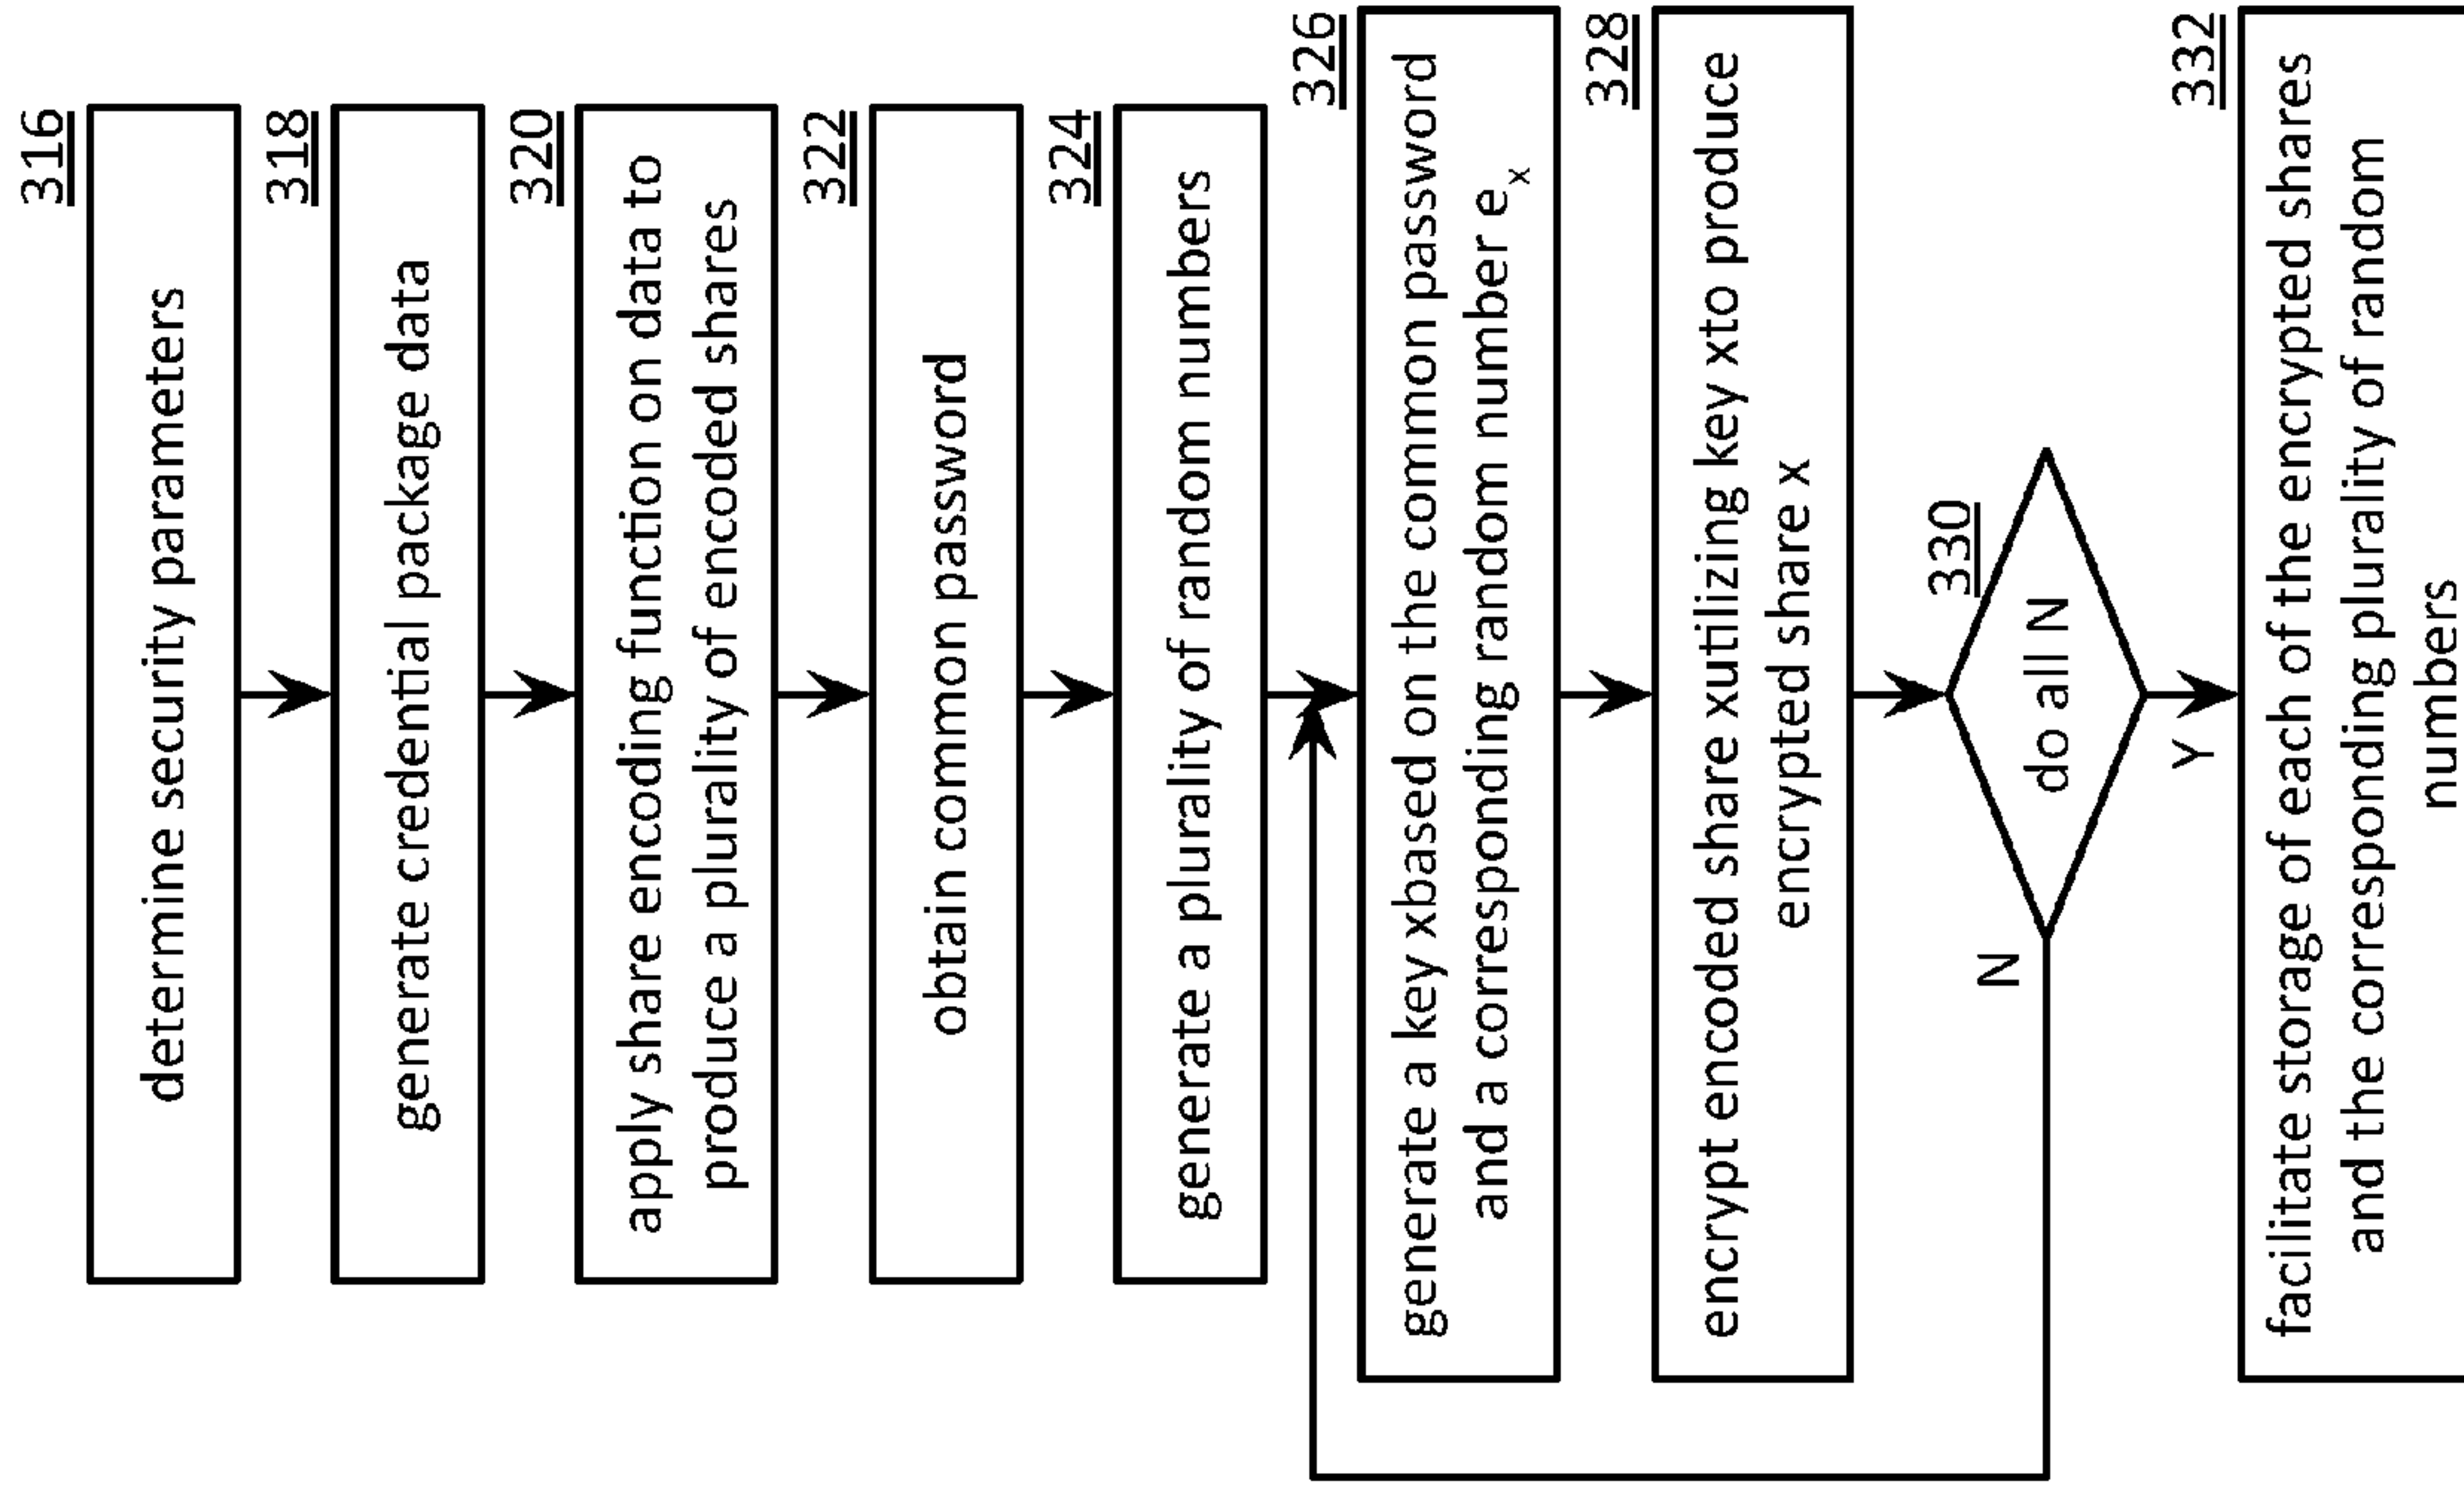 316
determine security parameters
318
generate credential package data
320
apply share encoding function on data to
produce a plurality of encoded shares
322
obtain common password
324
generate a plurality of random numbers
326
generate a key xbased on the common password
and a corresponding random number eₓ
328
encrypt encoded share xutilizing key xto produce
encrypted share x
330
do all N
N
Y
332
facilitate storage of each of the encrypted shares
and the corresponding plurality of random
numbers